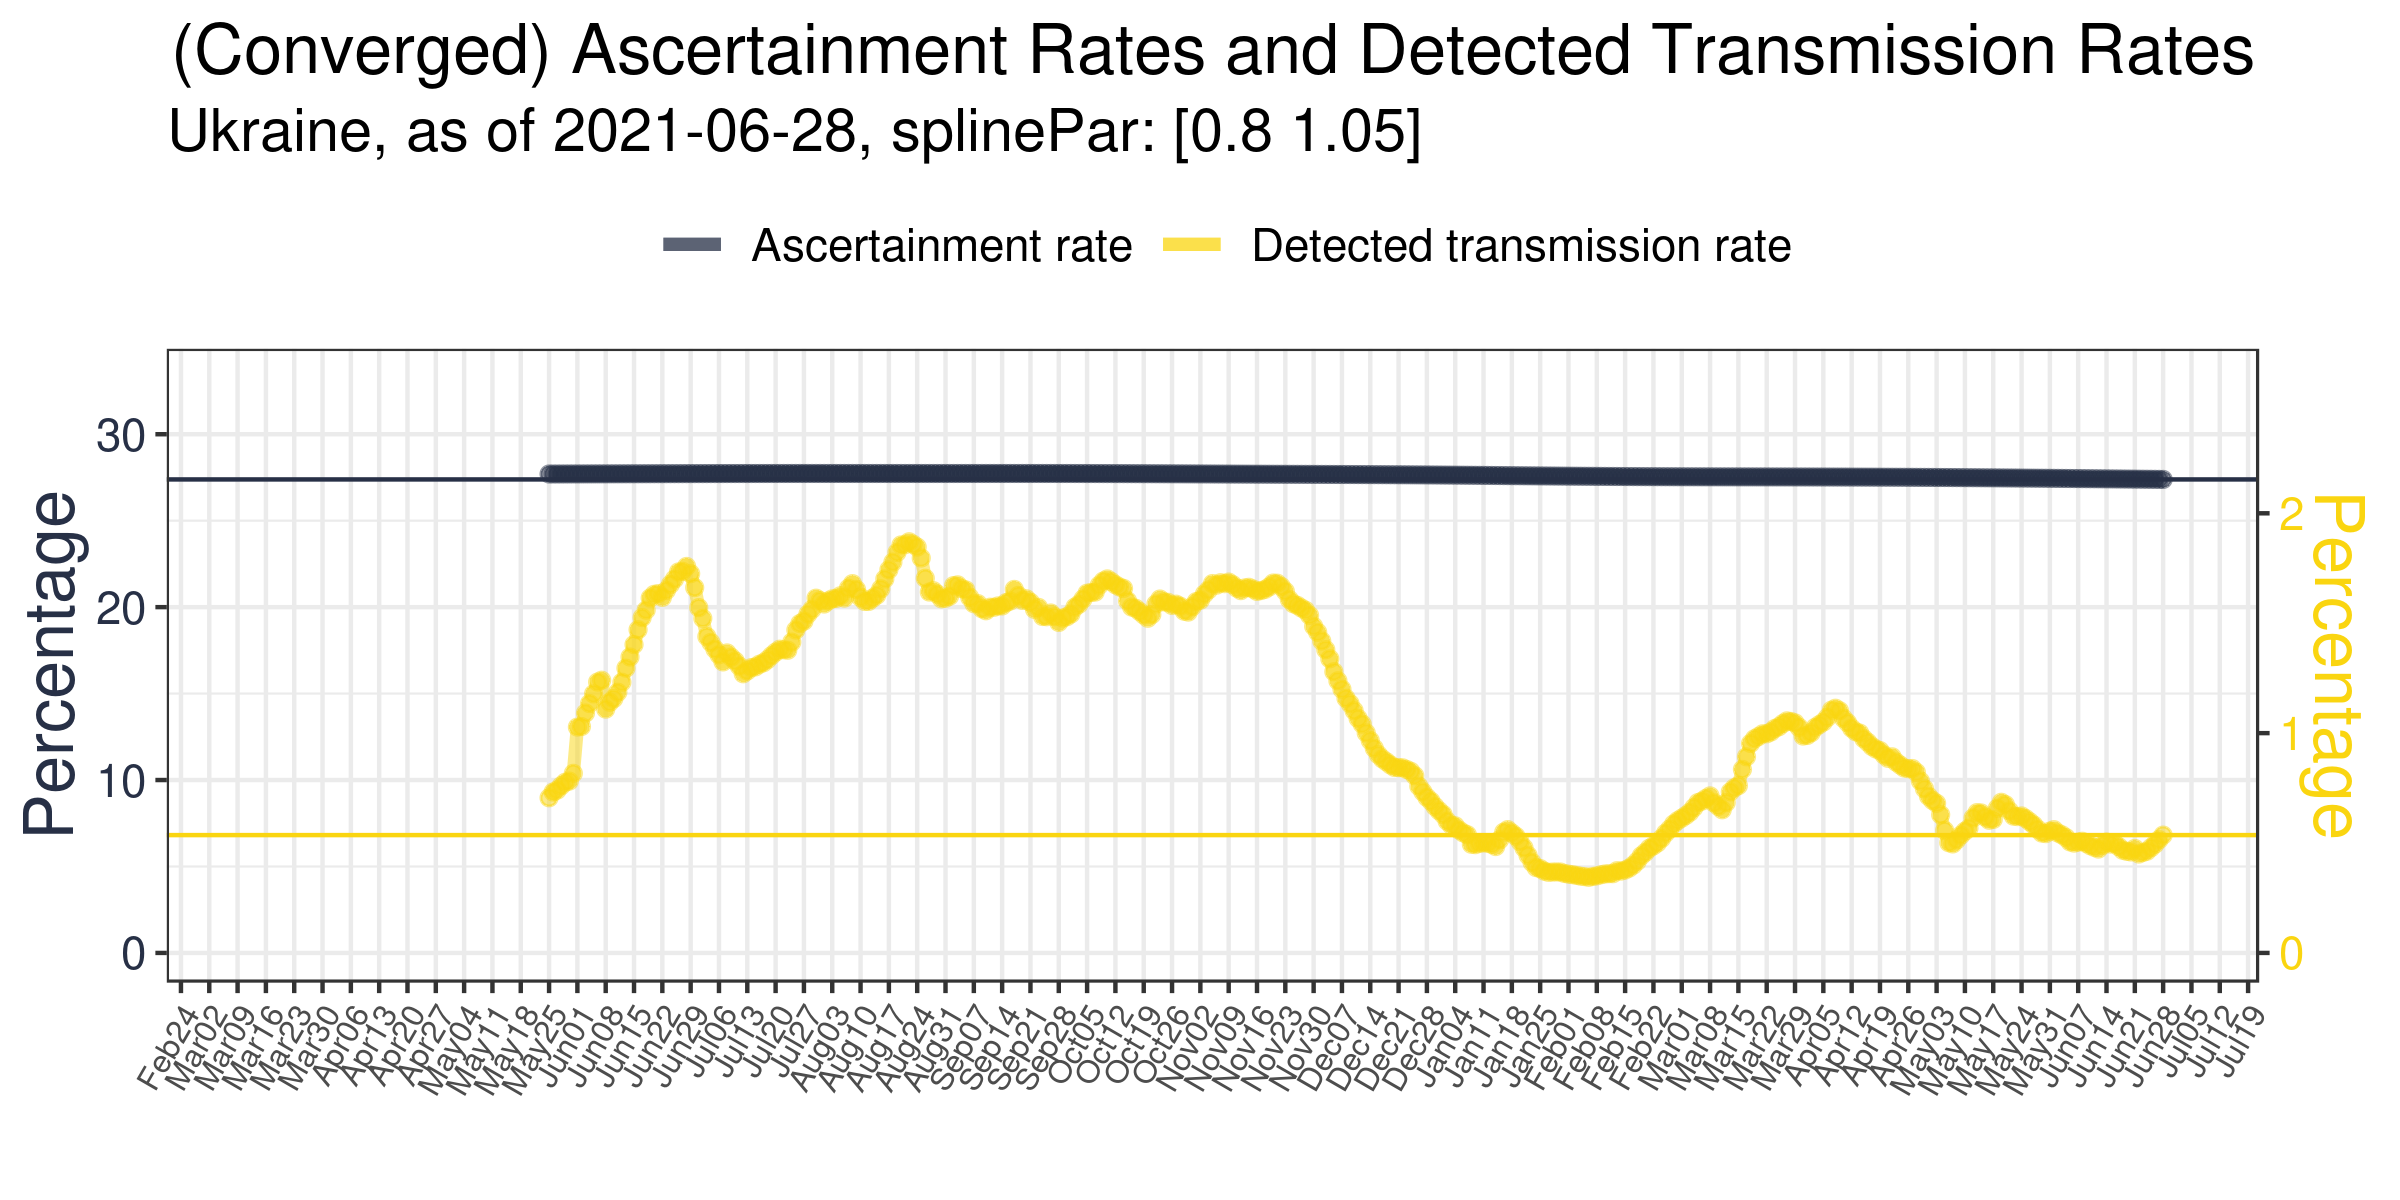 (Converged) Ascertainment Rates and Detected Transmission Rates
Ukraine, as of 2021-06-28, splinePar: [0.8 1.05]
Ascertainment rate
Detected transmission rate
Percentage
30
20
10
0
2
1
0
Percentage
Feb24
Mar02
Mar09
Mar16
Mar23
Mar30
Apr06
Apr13
Apr20
Apr27
May04
May11
May18
May25
Jun01
Jun08
Jun15
Jun22
Jun29
Jul06
Jul13
Jul20
Jul27
Aug03
Aug10
Aug17
Aug24
Aug31
Sep07
Sep14
Sep21
Sep28
Oct05
Oct12
Oct19
Oct26
Nov02
Nov09
Nov16
Nov23
Nov30
Dec07
Dec14
Dec21
Dec28
Jan04
Jan11
Jan18
Jan25
Feb01
Feb08
Feb15
Feb22
Mar01
Mar08
Mar15
Mar22
Mar29
Apr05
Apr12
Apr19
Apr26
May03
May10
May17
May24
May31
Jun07
Jun14
Jun21
Jun28
Jul05
Jul12
Jul19